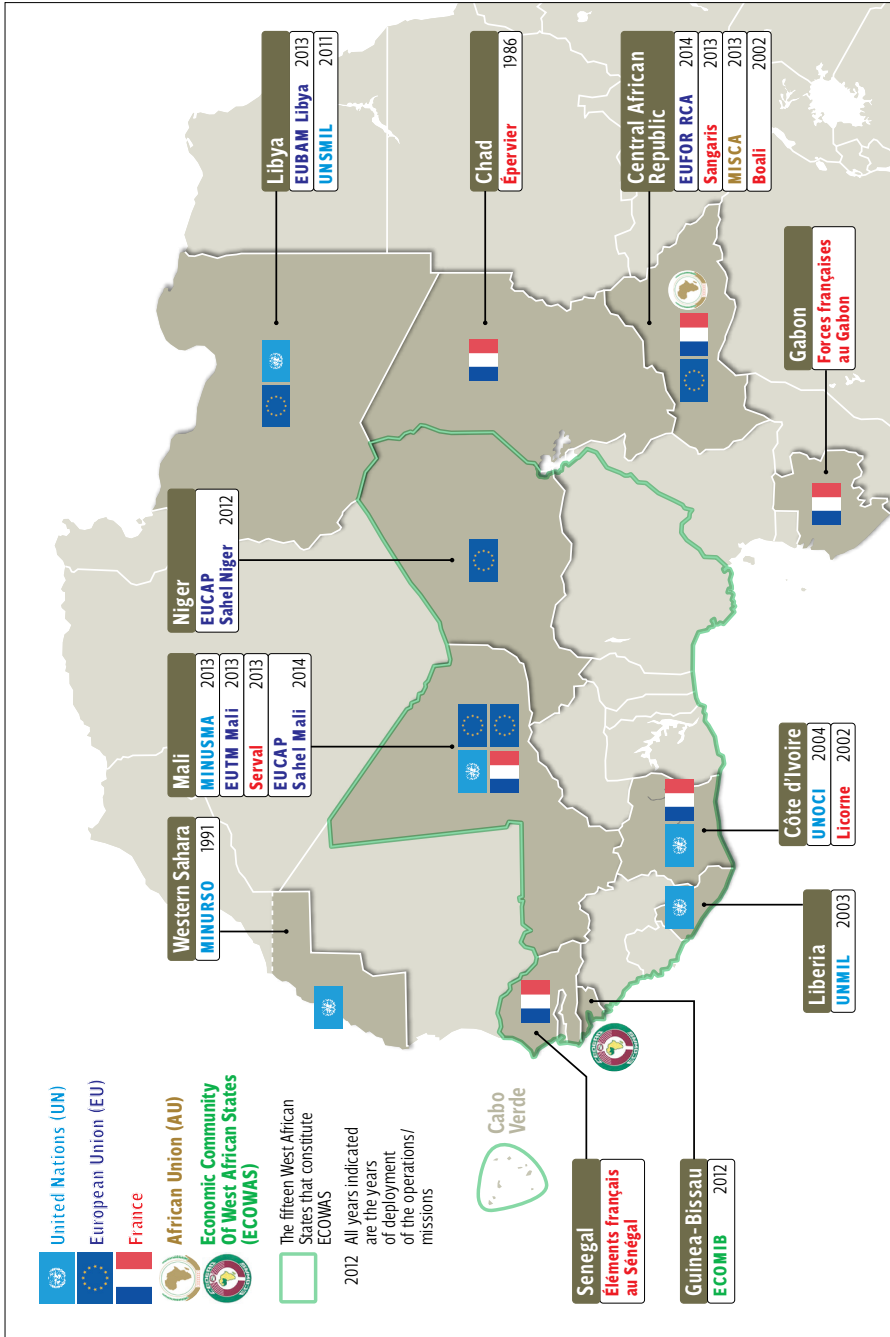 United Nations (UN)
European Union (EU)
France
African Union (AU)
Economic Community
Of West African States
(ECOWAS)
The fifteen West African
States that constitute
ECOWAS
2012 All years indicated
are the years
of deployment
of the operations/
missions
Western Sahara
MINURSO 1991
Mali
MINUSMA 2013
EUTM Mali 2013
Serval 2013
EUCAP
Sahel Mali 2014
Niger
EUCAP
Sahel Niger 2012
Libya
EUBAM Libya 2013
UNSMIL 2011
Chad
Épervier 1986
Central African
Republic
EUFOR RCA 2014
Sangaris 2013
MISCA 2013
Boali 2002
Gabon
Forces françaises
au Gabon
Côte d'Ivoire
UNOCI 2004
Licorne 2002
Liberia
UNMIL 2003
Cabo
Verde
Senegal
Éléments français
au Sénégal
Guinea-Bissau
ECOMIB 2012